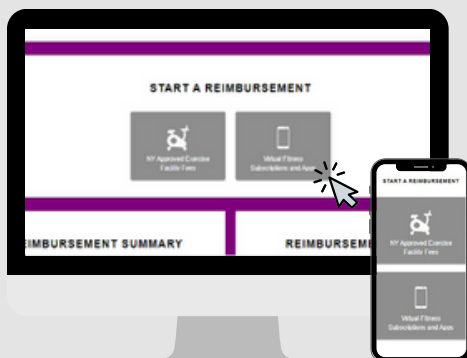 START A REIMBURSEMENT
NY Approved Exercise
Facility Fees
Virtual Fitness
Subscriptions and Apps
EIMBURSEMENT SUMMARY
REIMBURSEME
START A REIMBURSEMENT
NY Approved Exercise
Facility Fees
Virtual Fitness
Subscriptions and Apps